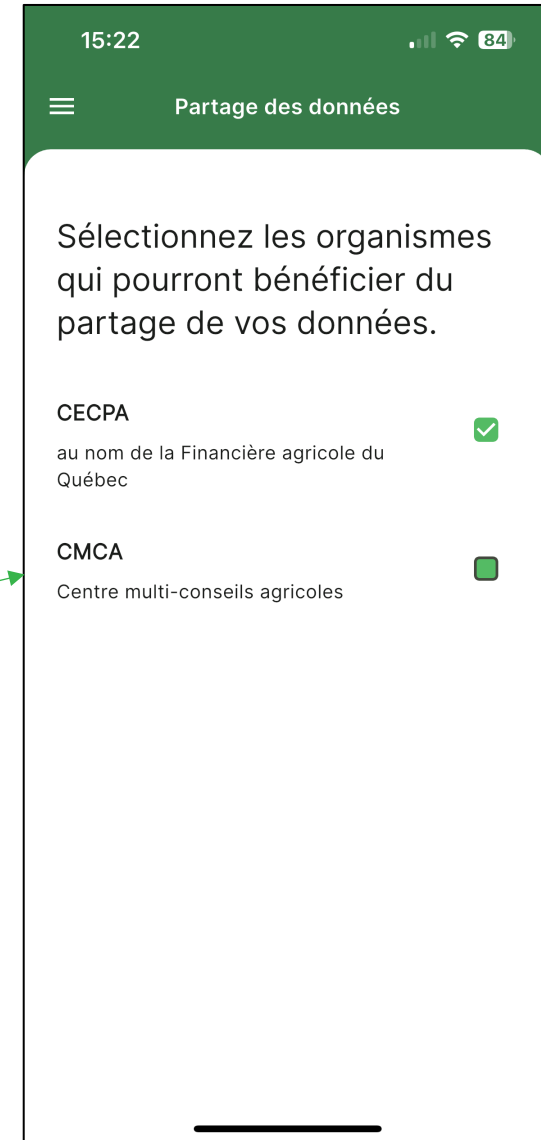 15:22
84
Partage des données
Sélectionnez les organismes
qui pourront bénéficier du
partage de vos données.
CECPA
au nom de la Financière agricole du
Québec
CMCA
Centre multi-conseils agricoles